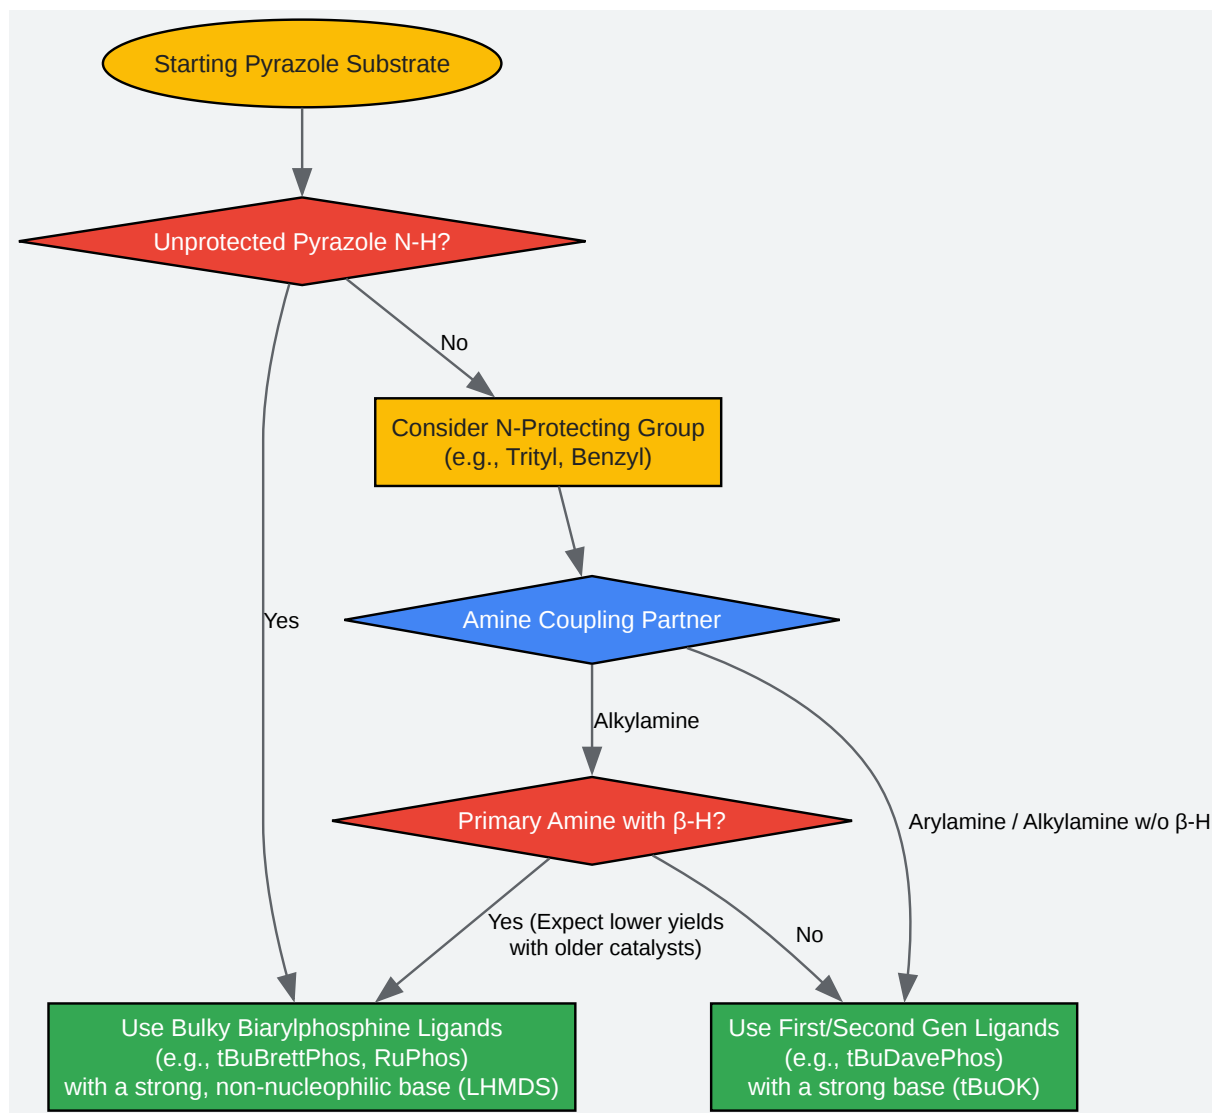 Starting Pyrazole Substrate
Unprotected Pyrazole N-H?
No
Consider N-Protecting Group
(e.g., Trityl, Benzyl)
Yes
Amine Coupling Partner
Alkylamine
Primary Amine with β-H?
Arylamine / Alkylamine w/o β-H
Yes (Expect lower yields
with older catalysts)
No
Use Bulky Biarylphosphine Ligands
(e.g., tBuBrettPhos, RuPhos)
with a strong, non-nucleophilic base (LHMDS)
Use First/Second Gen Ligands
(e.g., tBuDavePhos)
with a strong base (tBuOK)